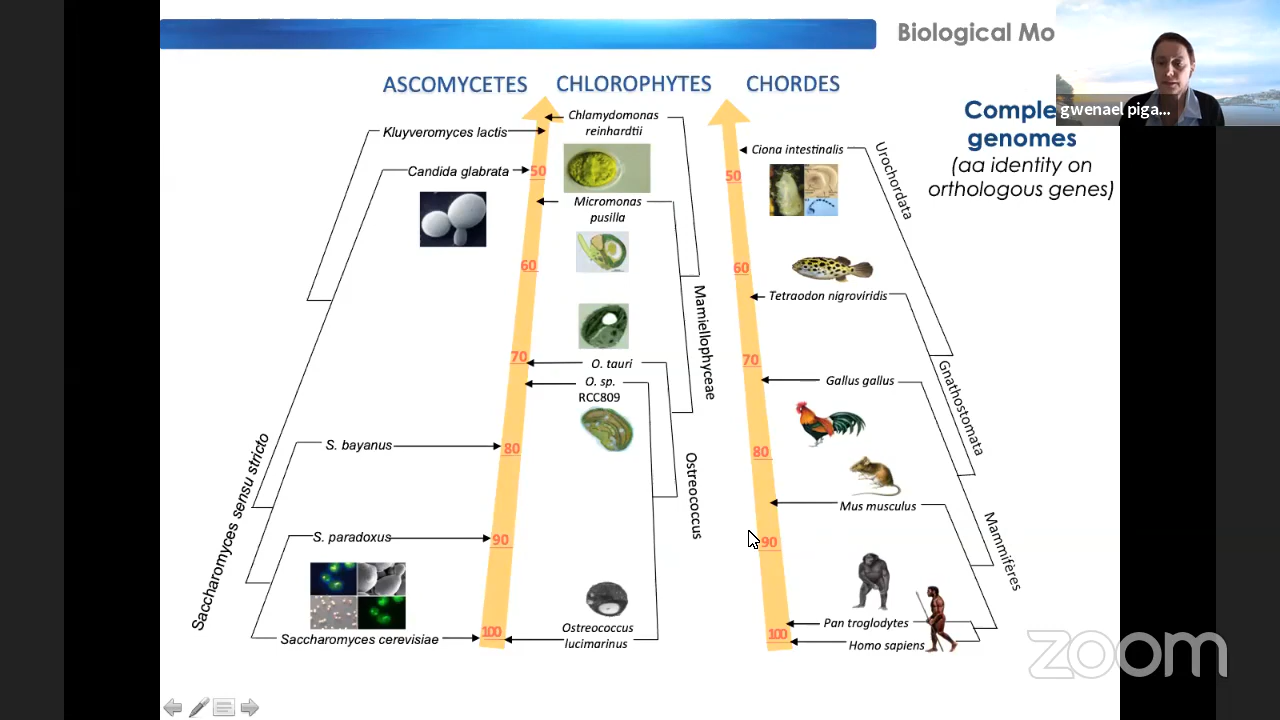 Biological Mo
gwenael piga...
ASCOMYCETES
CHLOROPHYTES
CHORDES
genomes
(aa identity on
orthologous genes)
Kluyveromyces lactis
Candida glabrata
S. bayanus
S. paradoxus
Saccharomyces cerevisiae
Saccharomyces sensu stricto
50
60
70
80
90
100
Chlamydomonas
reinhardtii
Micromonas
pusilla
O. tauri
O. sp.
RCC809
Ostreococcus
lucimarinus
Mamiellophyceae
Ostreococcus
50
60
70
80
90
100
Ciona intestinalis
Tetraodon nigroviridis
Gallus gallus
Mus musculus
Pan troglodytes
Homo sapiens
Urochordata
Gnathostomata
Mammifères
zoom